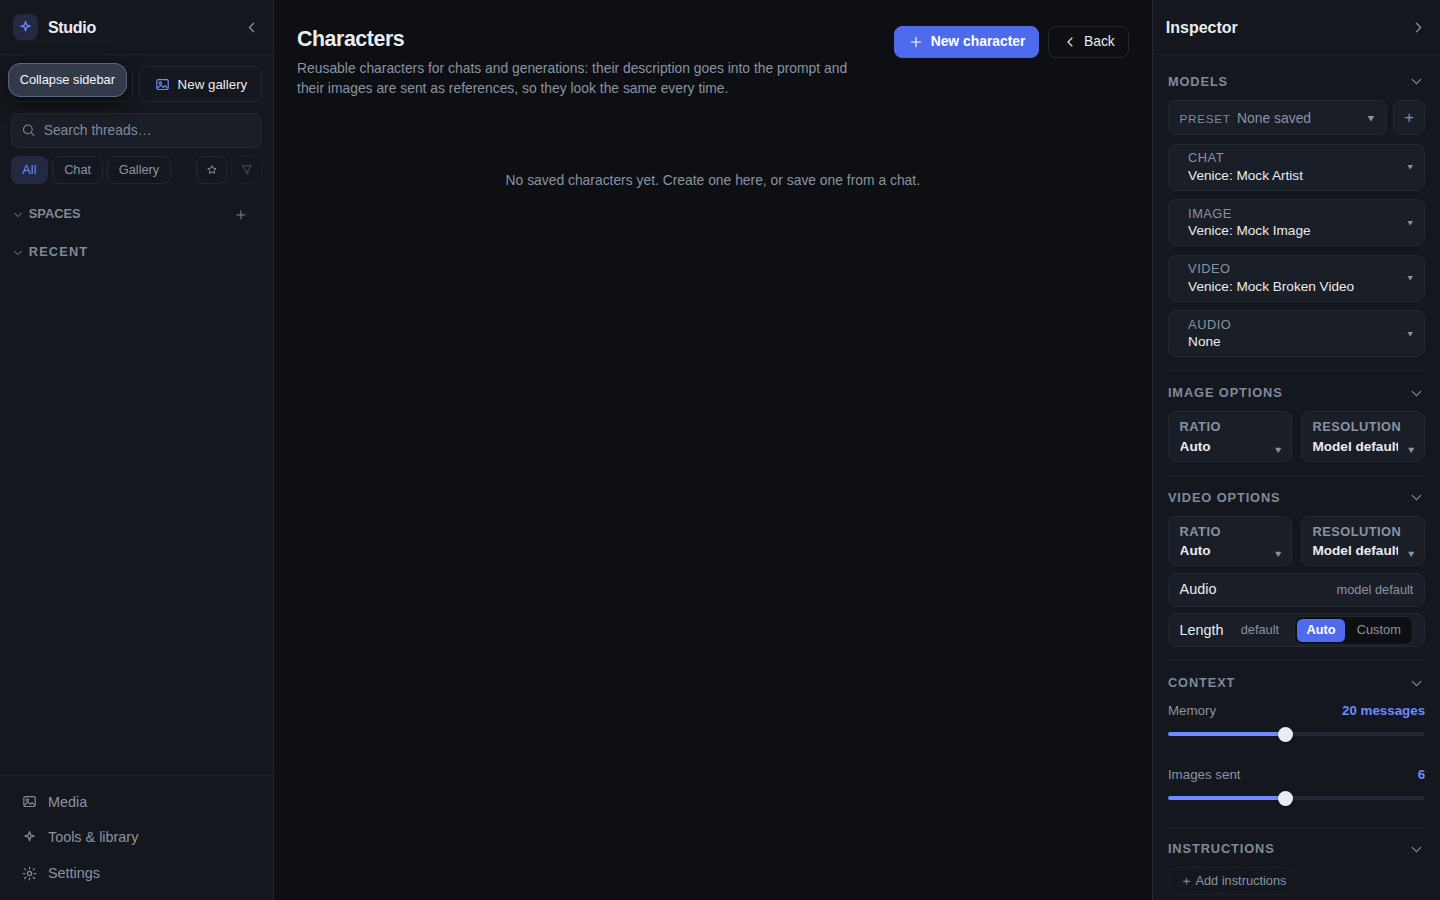 Studio
Collapse sidebar
New gallery
Search threads…
All
Chat
Gallery
SPACES
RECENT
Media
Tools & library
Settings
Characters
Reusable characters for chats and generations: their description goes into the prompt and
their images are sent as references, so they look the same every time.
New character
Back
No saved characters yet. Create one here, or save one from a chat.
Inspector
MODELS
PRESET None saved
CHAT
Venice: Mock Artist
IMAGE
Venice: Mock Image
VIDEO
Venice: Mock Broken Video
AUDIO
None
IMAGE OPTIONS
RATIO
Auto
RESOLUTION
Model default
VIDEO OPTIONS
RATIO
Auto
RESOLUTION
Model default
Audio model default
Length default Auto Custom
CONTEXT
Memory 20 messages
Images sent 6
INSTRUCTIONS
+ Add instructions